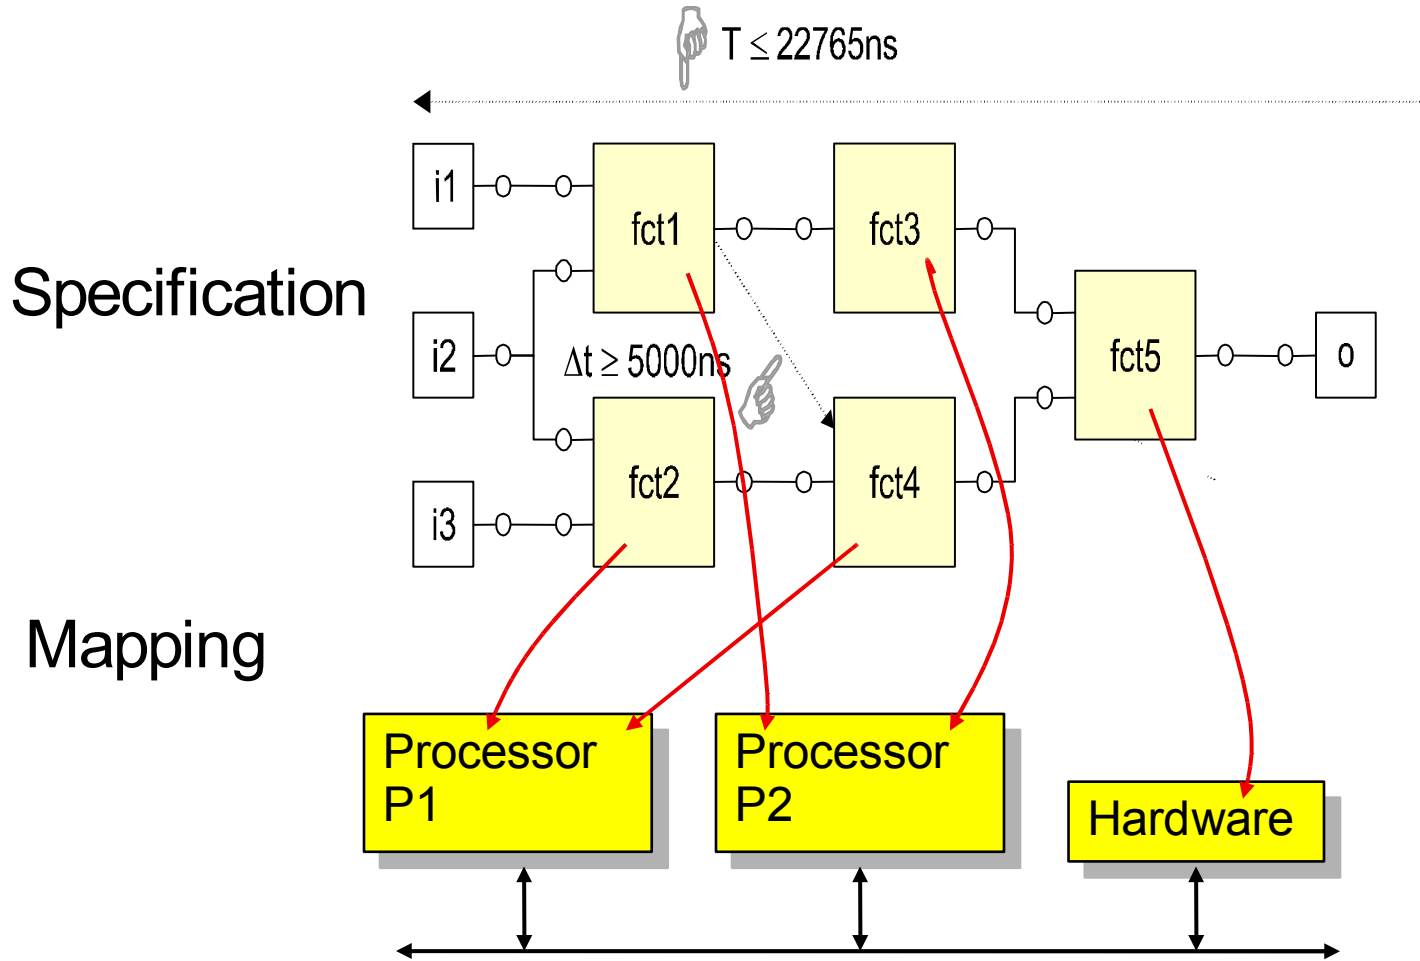 T ≤ 22765ns
i1
fct1
fct3
Specification
i2
Δt ≥ 5000ns
fct5
o
i3
fct2
fct4
Mapping
Processor
P1
Processor
P2
Hardware